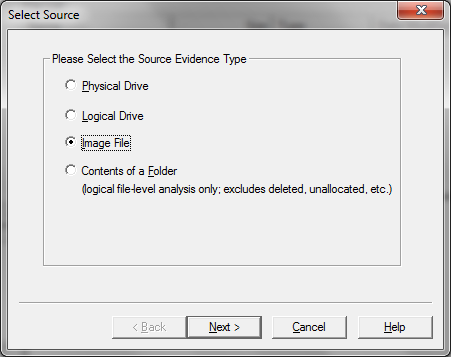 Select Source
Please Select the Source Evidence Type
Physical Drive
Logical Drive
Image File
Contents of a Folder
(logical file-level analysis only; excludes deleted, unallocated, etc.)
< Back
Next >
Cancel
Help